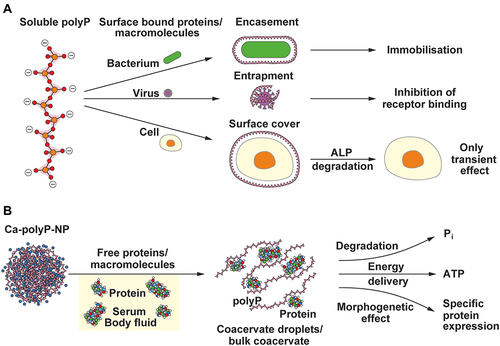 A
Soluble polyP
Surface bound proteins/
macromolecules
Encasement
Bacterium
Immobilisation
Entrapment
Virus
Inhibition of
receptor binding
Surface cover
Cell
ALP
degradation
Only
transient
effect
B
Ca-polyP-NP
Free proteins/
macromolecules
Protein
Serum
Body fluid
polyP
Protein
Coacervate droplets/
bulk coacervate
Degradation
Pi
Energy
delivery
ATP
Morphogenetic
effect
Specific
protein
expression